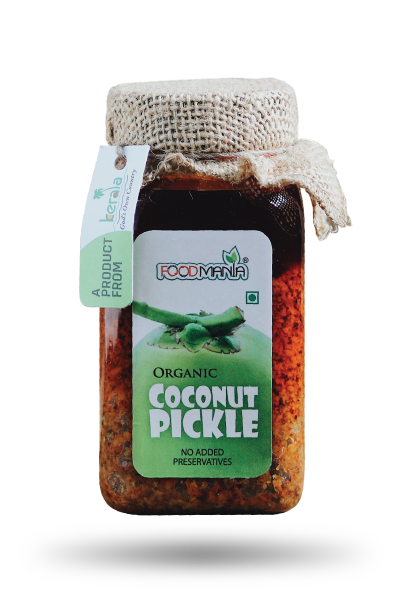 A PRODUCT
FROM
kerala
God's Own Country
FOODMANIA®
ORGANIC
COCONUT
PICKLE
NO ADDED
PRESERVATIVES